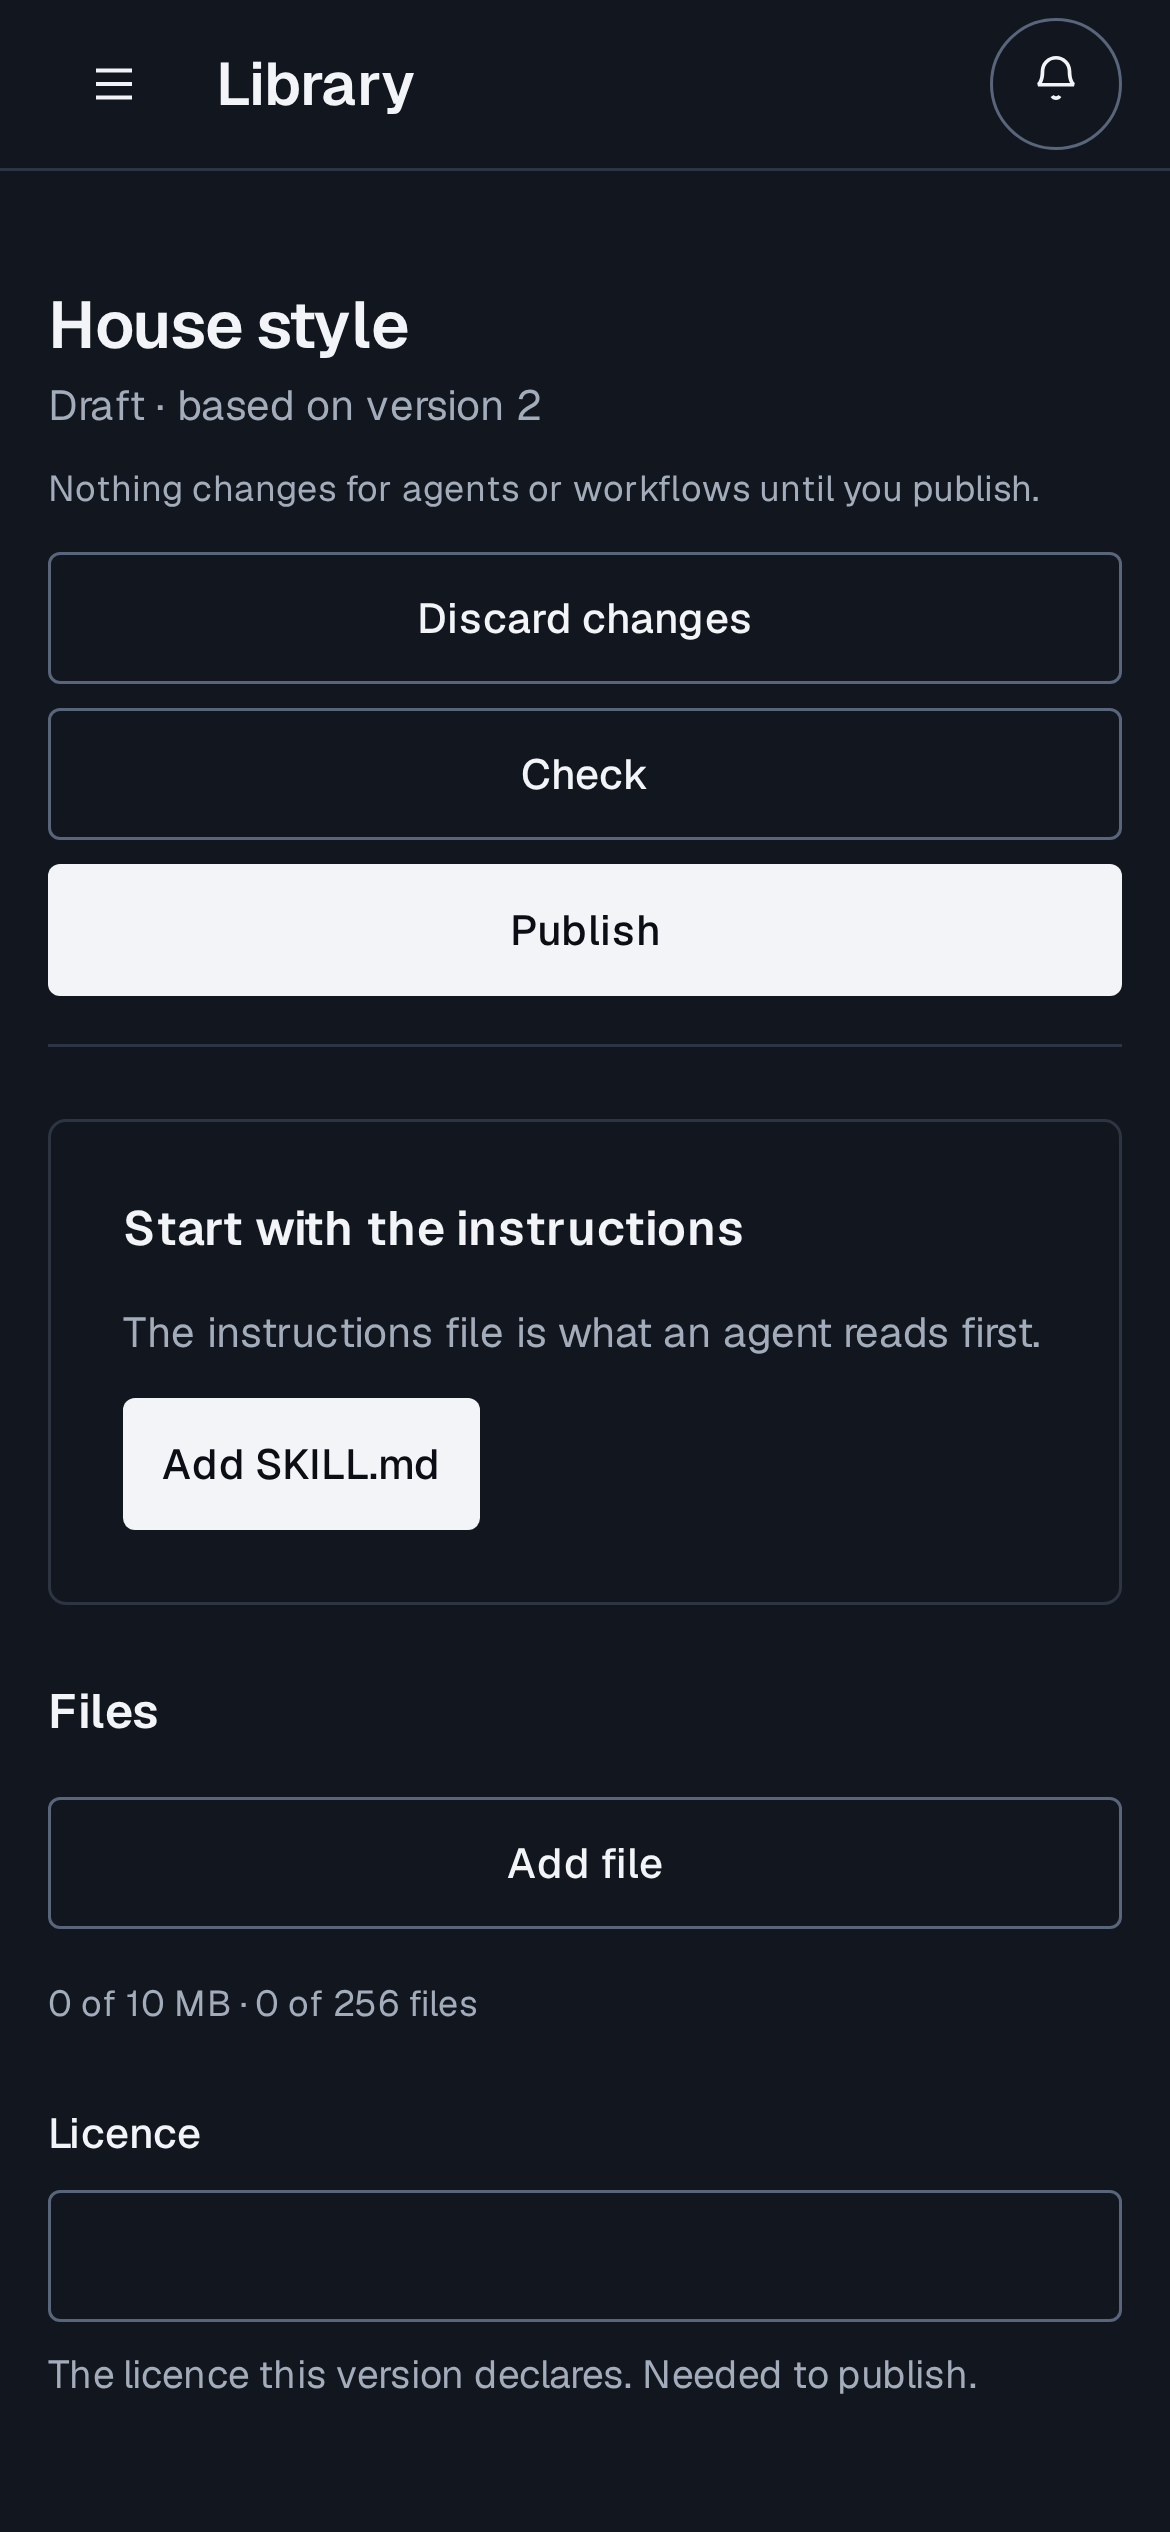 Library
House style
Draft · based on version 2
Nothing changes for agents or workflows until you publish.
Discard changes
Check
Publish
Start with the instructions
The instructions file is what an agent reads first.
Add SKILL.md
Files
Add file
0 of 10 MB · 0 of 256 files
Licence
The licence this version declares. Needed to publish.